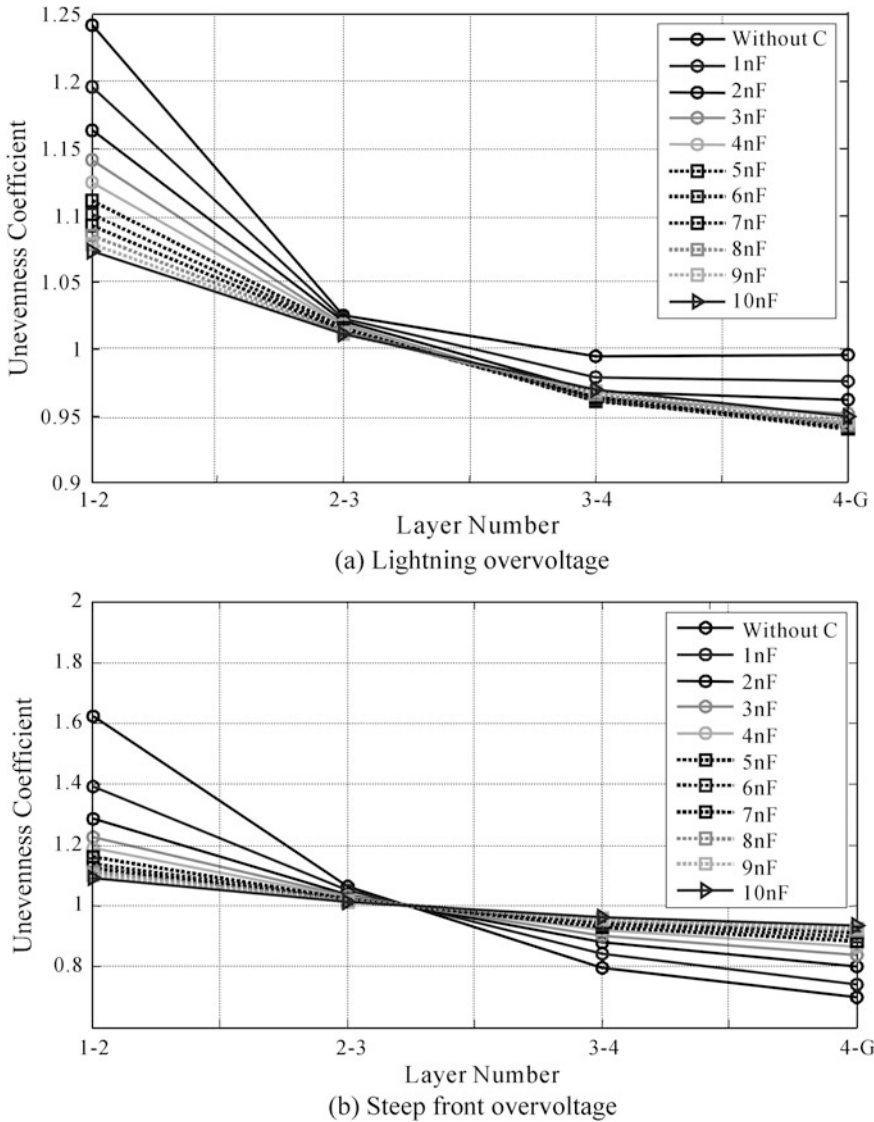 1.25
1.2
1.15
1.10
1.05
1
0.95
0.9
Unevenness Coefficient
Without C
1nF
2nF
3nF
4nF
5nF
6nF
7nF
8nF
9nF
10nF
1-2
2-3
3-4
4-G
Layer Number
(a) Lightning overvoltage
2
1.8
1.6
1.4
1.2
1
0.8
Unevenness Coefficient
Without C
1nF
2nF
3nF
4nF
5nF
6nF
7nF
8nF
9nF
10nF
1-2
2-3
3-4
4-G
Layer Number
(b) Steep front overvoltage